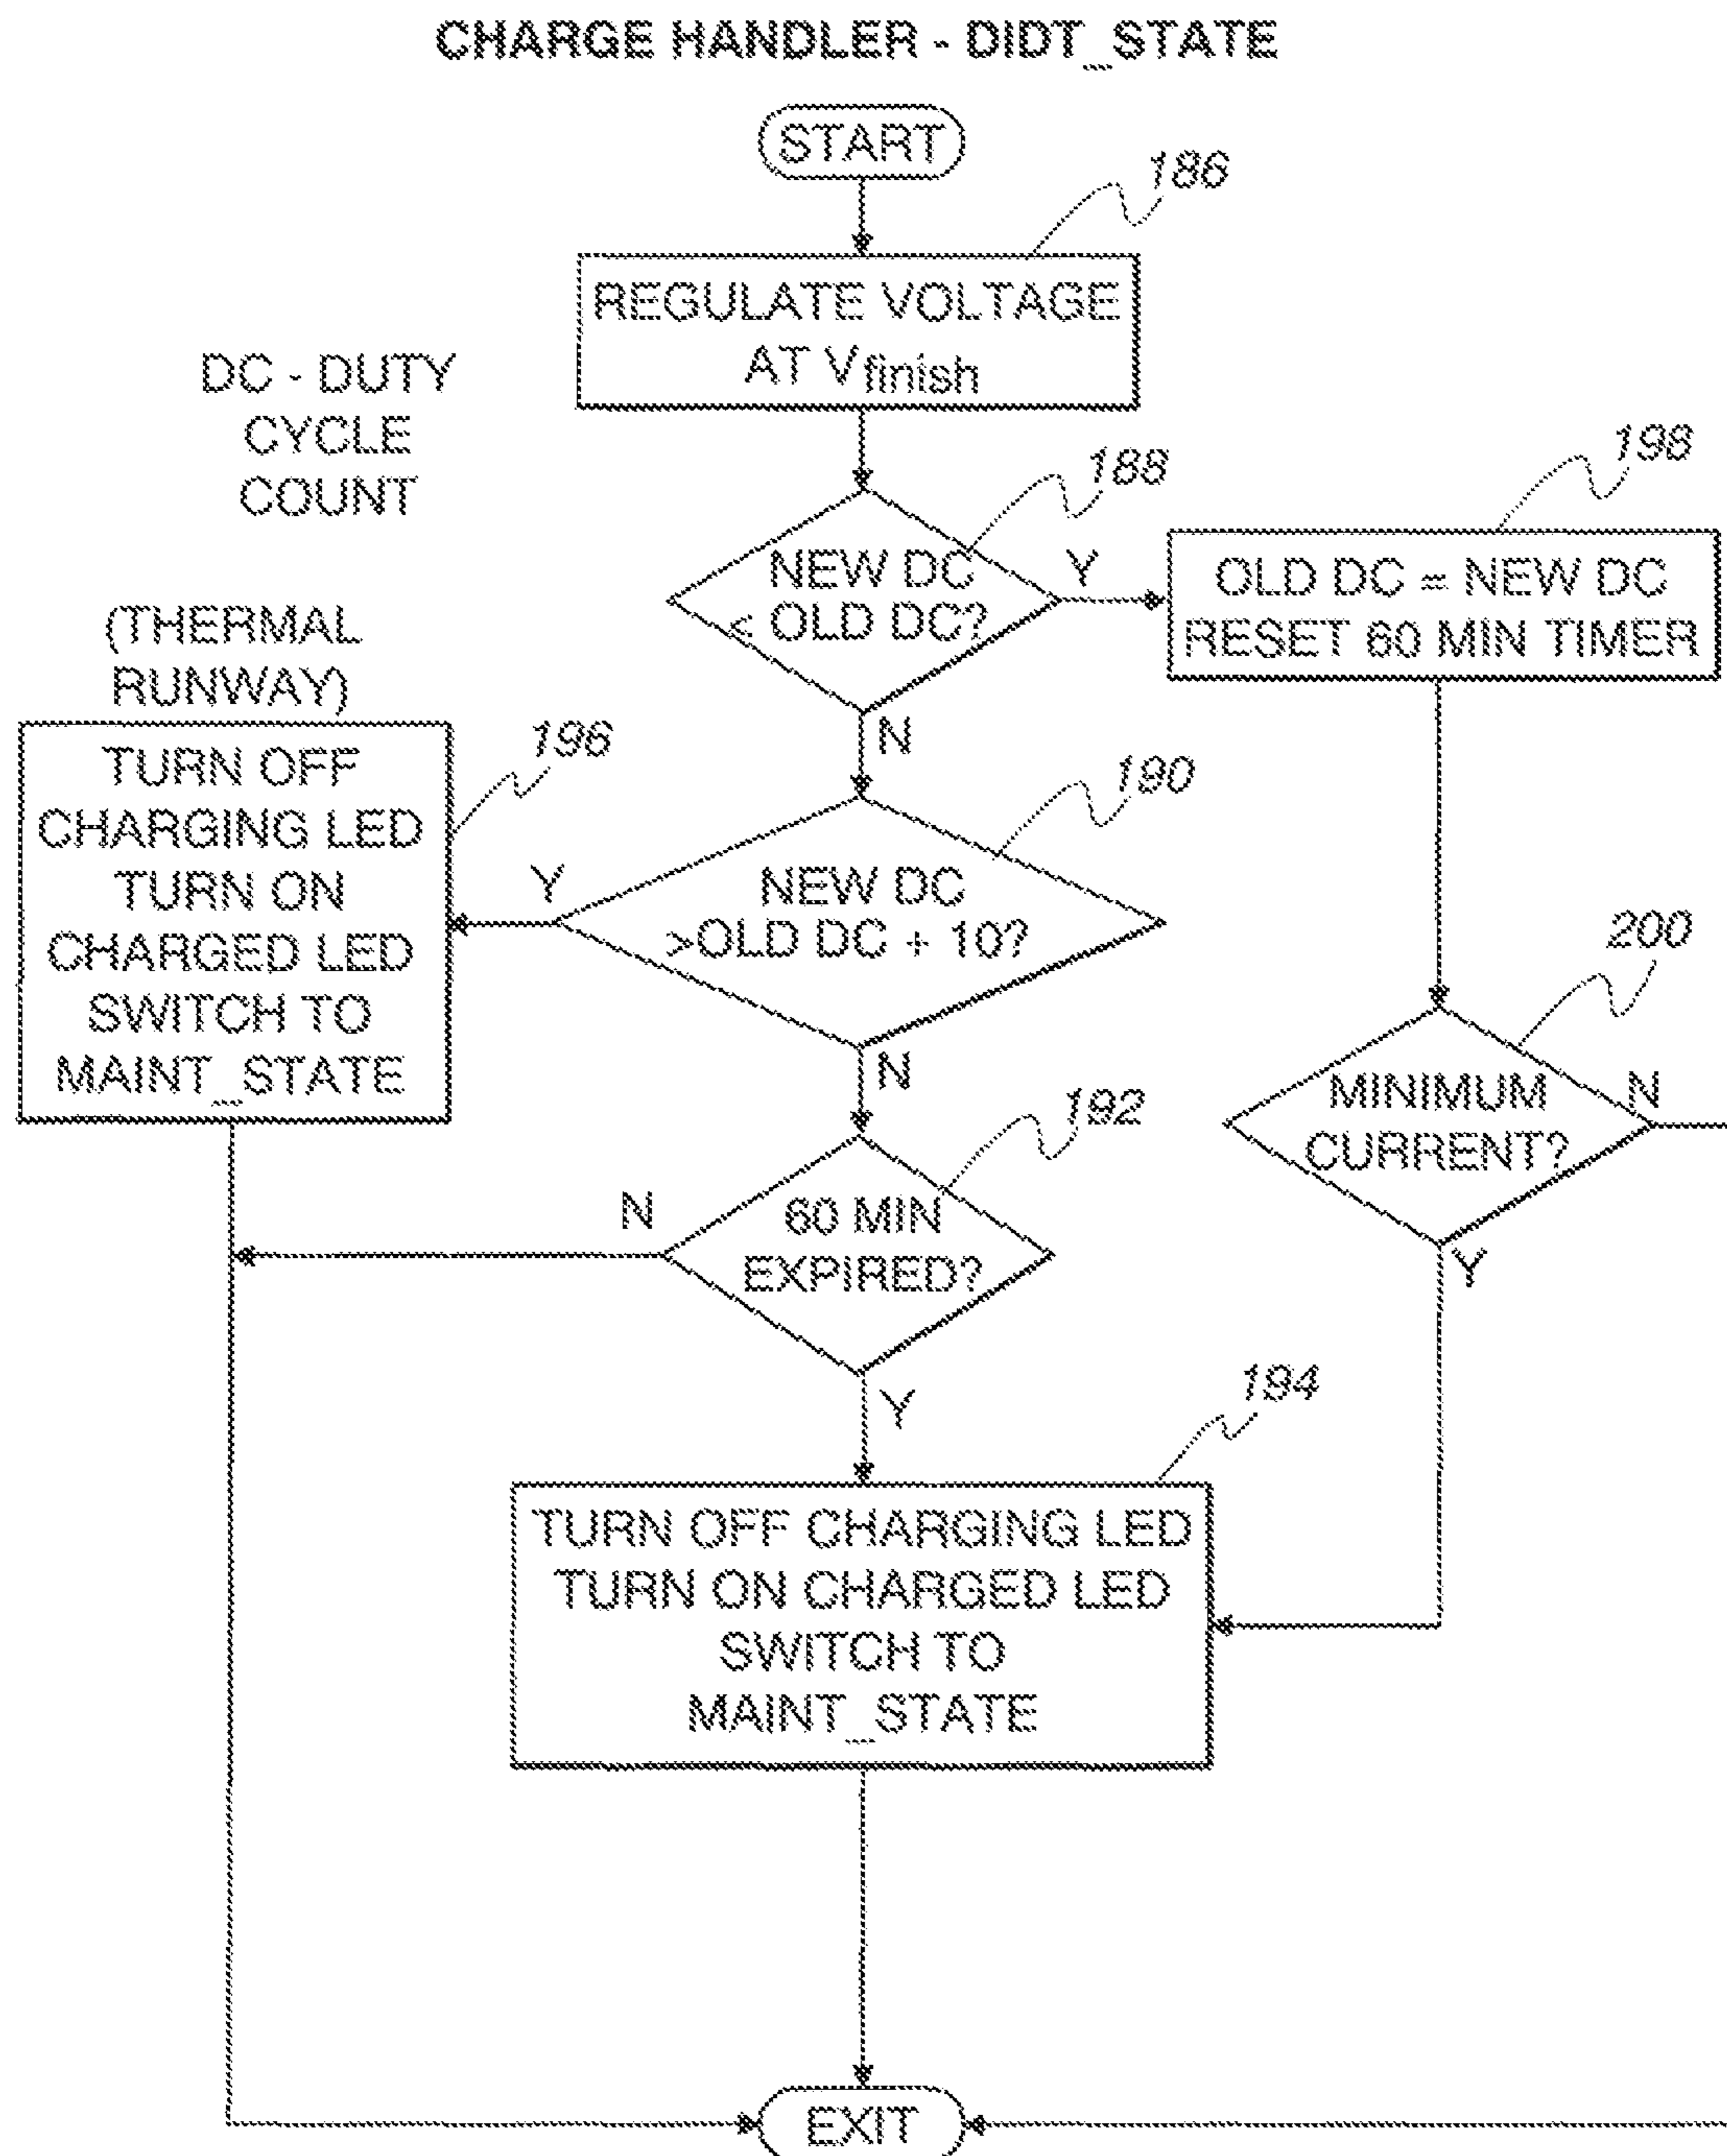 CHARGE HANDLER - DIDT_STATE
START
186
REGULATE VOLTAGE
AT Vfinish
DC - DUTY
CYCLE
COUNT
188
198
NEW DC
< OLD DC?
Y
OLD DC = NEW DC
RESET 60 MIN TIMER
(THERMAL
RUNWAY)
N
196
190
TURN OFF
CHARGING LED
TURN ON
CHARGED LED
SWITCH TO
MAINT_STATE
Y
NEW DC
>OLD DC + 10?
200
N
MINIMUM
CURRENT?
N
192
60 MIN
EXPIRED?
N
Y
Y
194
TURN OFF CHARGING LED
TURN ON CHARGED LED
SWITCH TO
MAINT_STATE
EXIT